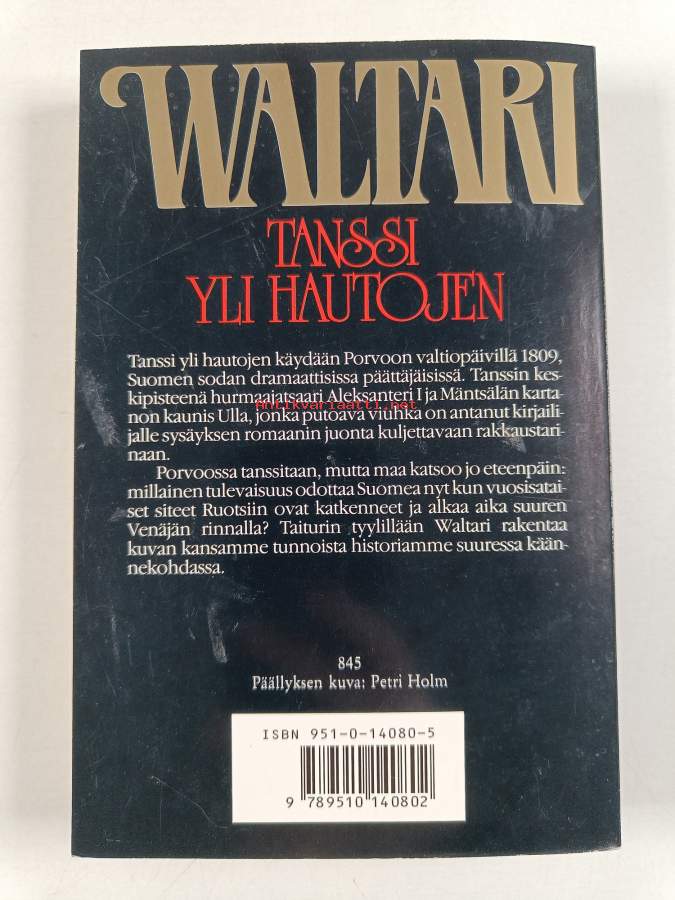 WALTARI
TANSSI
YLI HAUTOJEN
Tanssi yli hautojen käydään Porvoon valtiopäivillä 1809,
Suomen sodan dramaattisissa päättäjäisissä. Tanssin kes-
kipisteenä hurmaajatsaari Aleksanteri I ja Mäntsälän karta-
Antikvariaatti.net
non kaunis Ulla, jonka putoava viuhka on antanut kirjaili-
jalle sysäyksen romaanin juonta kuljettavaan rakkaustari-
naan.
Porvoossa tanssitaan, mutta maa katsoo jo eteenpäin:
millainen tulevaisuus odottaa Suomea nyt kun vuosisatai-
set siteet Ruotsiin ovat katkenneet ja alkaa aika suuren
Venäjän rinnalla? Taiturin tyylillään Waltari rakentaa
kuvan kansamme tunnoista historiamme suuressa kään-
nekohdassa.
845
Päällyksen kuva: Petri Holm
ISBN 951-0-14080-5
9 789510 140802